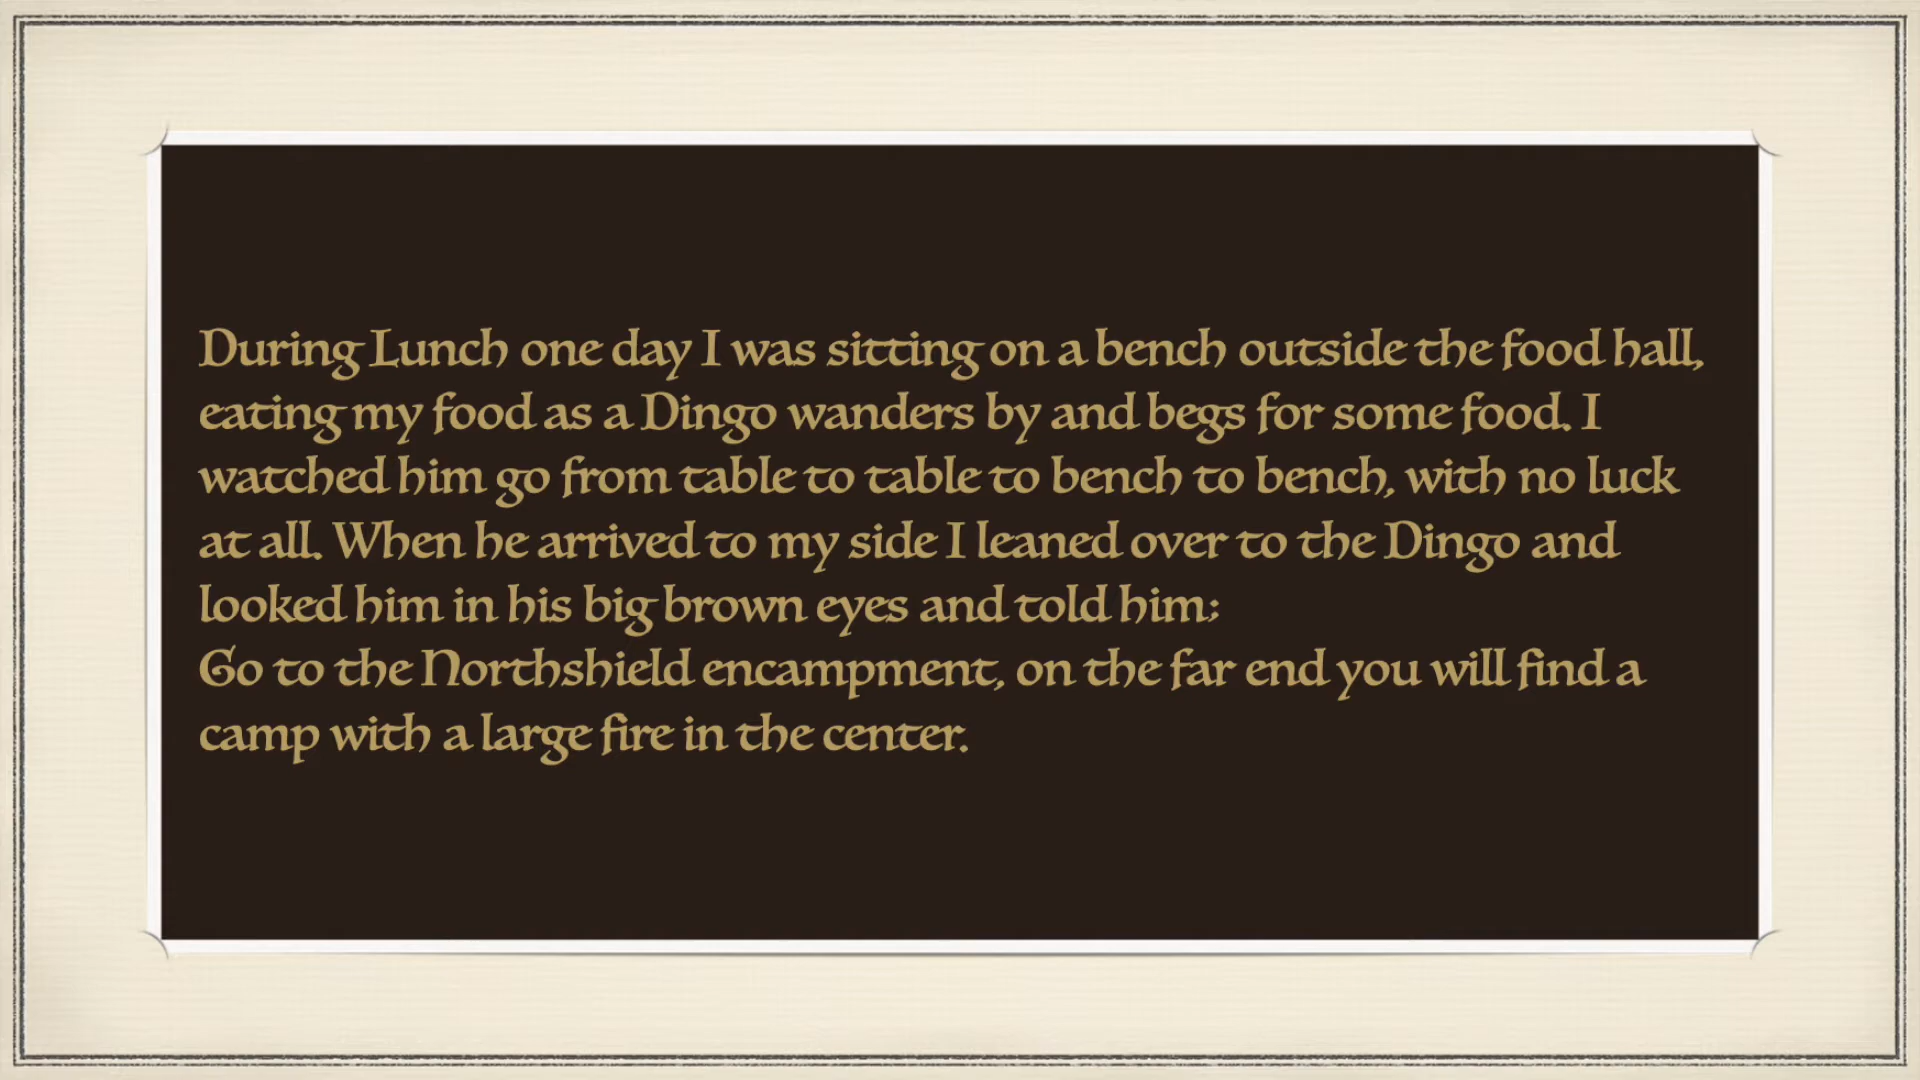 During Lunch one day I was sitting on a bench outside the food hall,
eating my food as a Dingo wanders by and begs for some food. I
watched him go from table to table to bench to bench, with no luck
at all. When he arrived to my side I leaned over to the Dingo and
looked him in his big brown eyes and told him;
Go to the Northshield encampment, on the far end you will find a
camp with a large fire in the center.